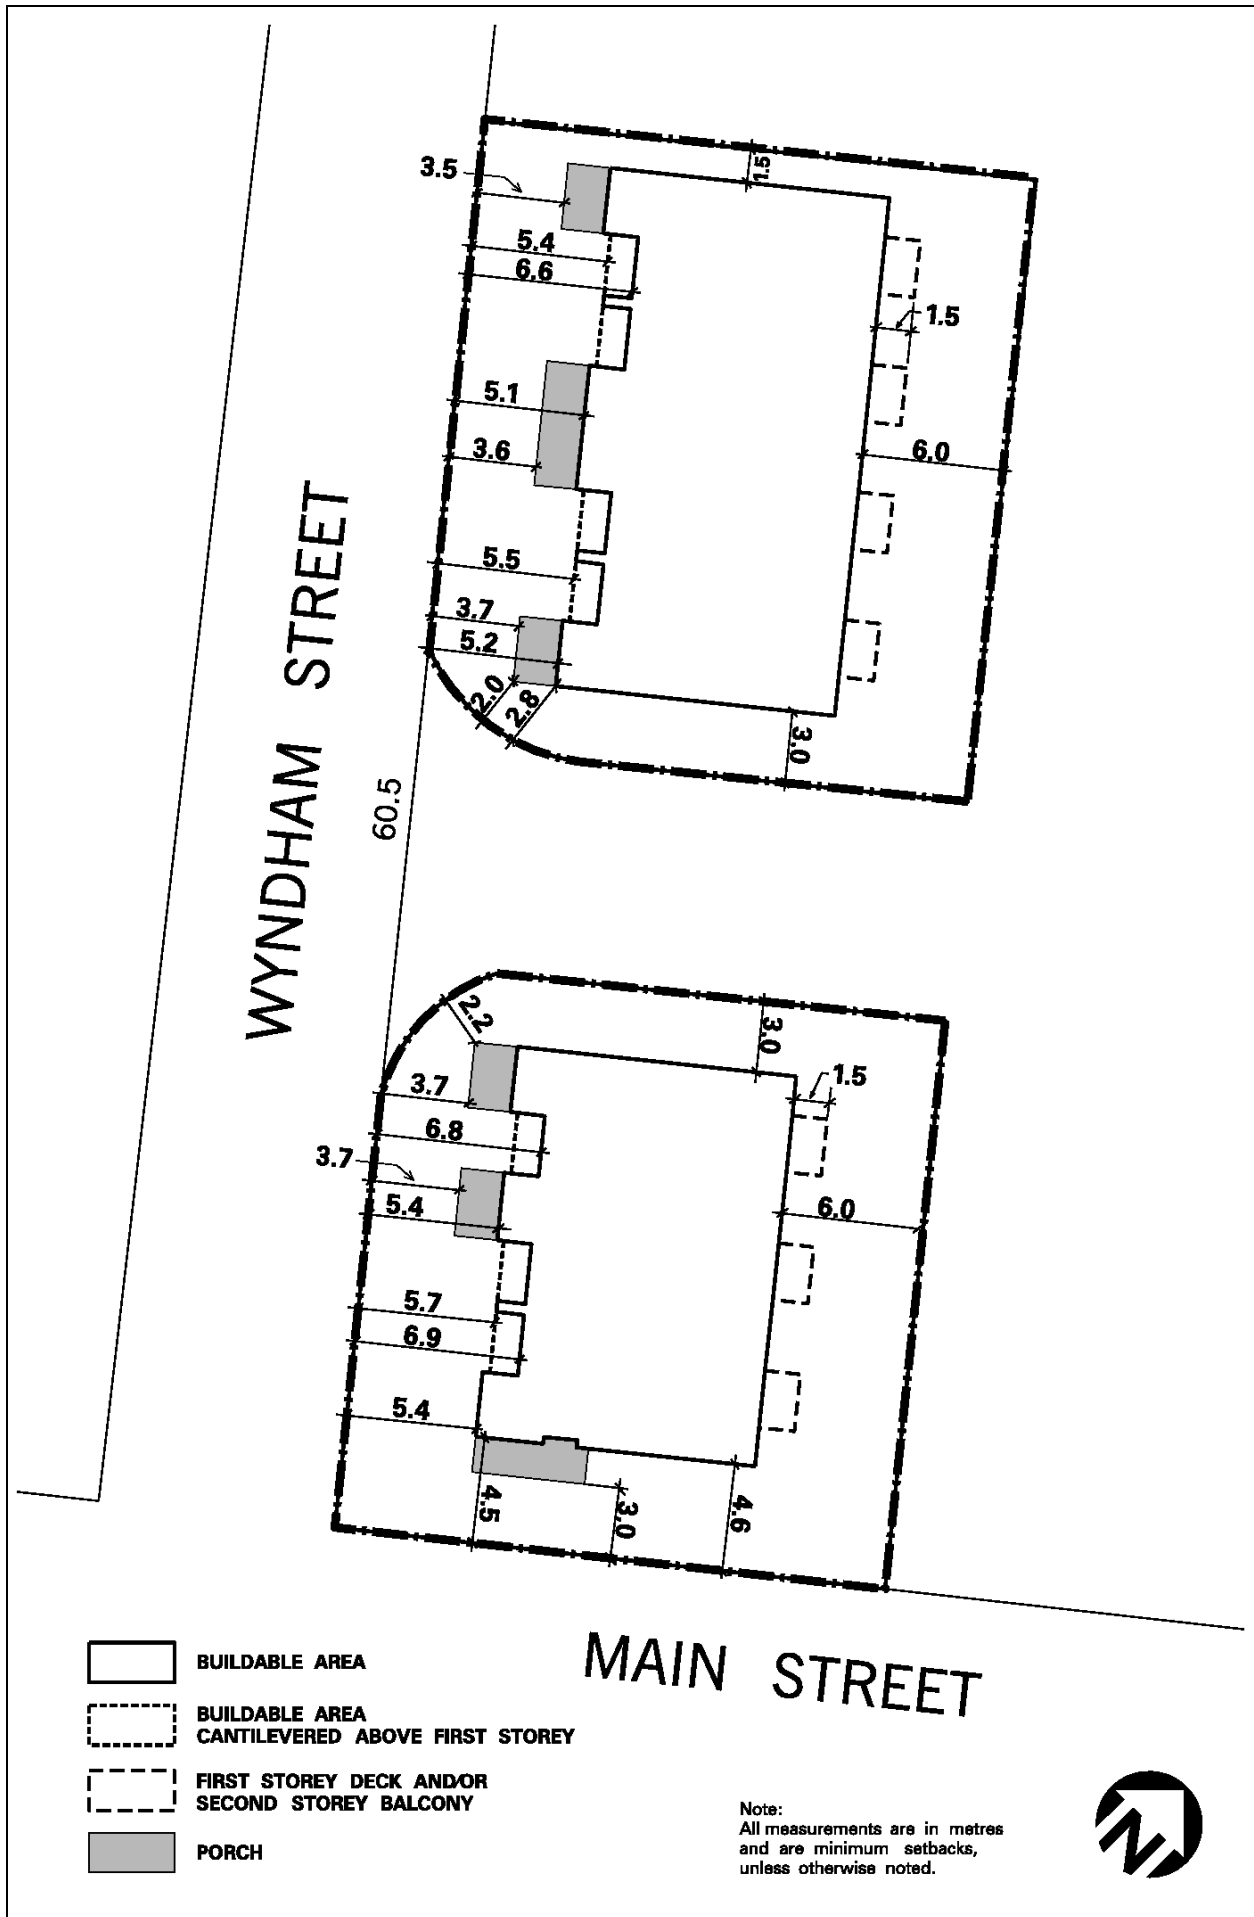 1.5
3.5
5.4
6.6
1.5
5.1
3.6
6.0
5.5
3.7
5.2
2.0
2.8
3.0
WYNDHAM STREET
60.5
2.2
3.0
3.7
1.5
6.8
3.7
5.4
6.0
5.7
6.9
5.4
4.5
3.0
4.6
MAIN STREET
BUILDABLE AREA
BUILDABLE AREA
CANTILEVERED ABOVE FIRST STOREY
FIRST STOREY DECK AND/OR
SECOND STOREY BALCONY
PORCH
Note:
All measurements are in metres
and are minimum setbacks,
unless otherwise noted.
N